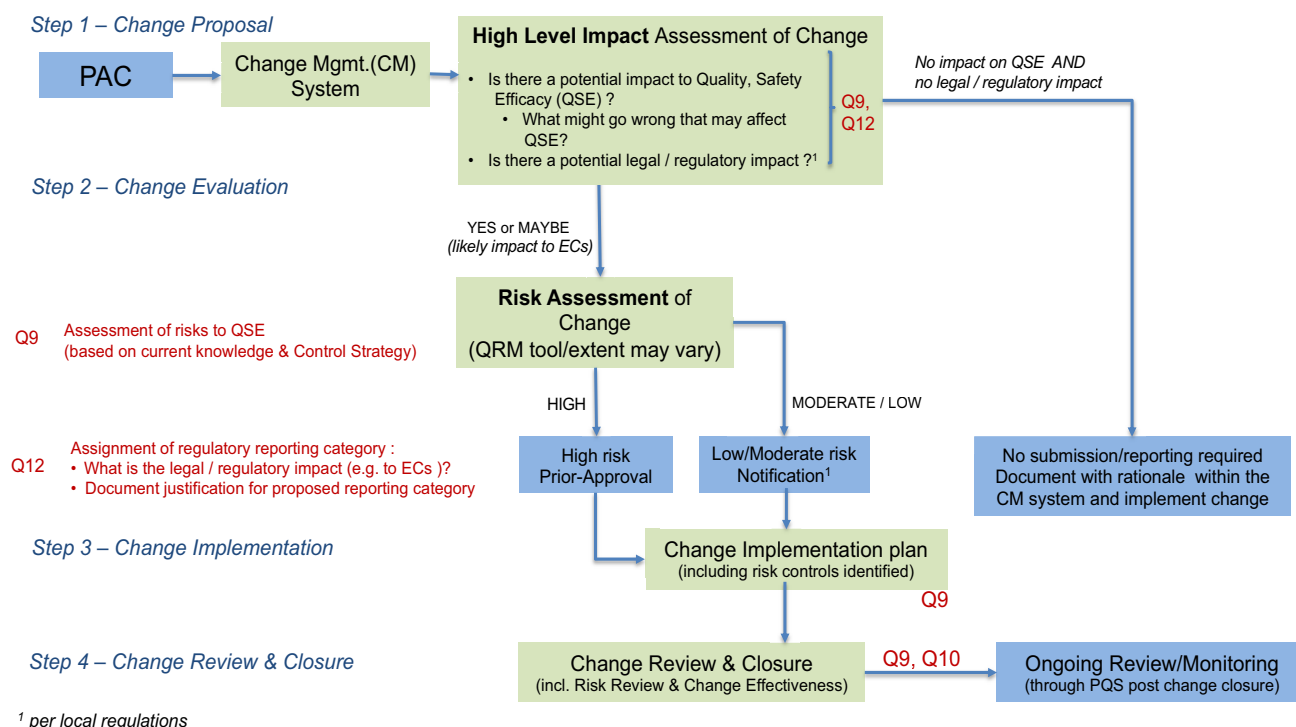 Step 1 – Change Proposal
PAC
Change Mgmt.(CM)
System
High Level Impact Assessment of Change
• Is there a potential impact to Quality, Safety
Efficacy (QSE) ?
• What might go wrong that may affect
QSE?
• Is there a potential legal / regulatory impact ?¹
Q9,
Q12
No impact on QSE AND
no legal / regulatory impact
Step 2 – Change Evaluation
YES or MAYBE
(likely impact to ECs)
Risk Assessment of
Change
(QRM tool/extent may vary)
Q9
Assessment of risks to QSE
(based on current knowledge & Control Strategy)
HIGH
MODERATE / LOW
Q12
Assignment of regulatory reporting category :
• What is the legal / regulatory impact (e.g. to ECs )?
• Document justification for proposed reporting category
High risk
Prior-Approval
Low/Moderate risk
Notification¹
No submission/reporting required
Document with rationale within the
CM system and implement change
Step 3 – Change Implementation
Change Implementation plan
(including risk controls identified)
Q9
Step 4 – Change Review & Closure
Change Review & Closure
(incl. Risk Review & Change Effectiveness)
Q9, Q10
Ongoing Review/Monitoring
(through PQS post change closure)
¹ per local regulations